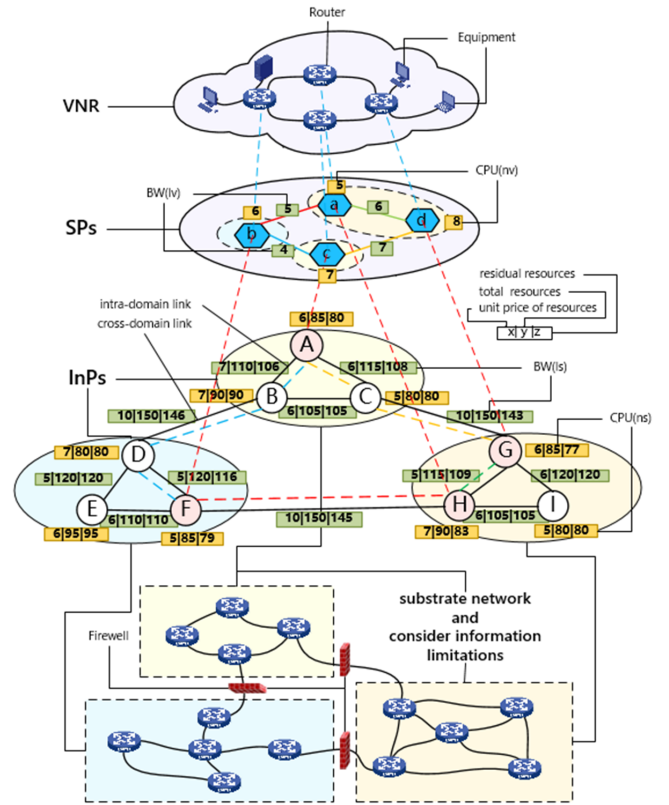 Router
Equipment
VNR
CPU(nv)
BW(lv)
5
6
5
a
6
d
8
SPs
b
4
c
7
7
residual resources
total resources
unit price of resources
x| y |z
intra-domain link
cross-domain link
6|85|80
A
7|110|106
6|115|108
BW(ls)
InPs
7|90|90
B
C
5|80|80
6|105|105
10|150|146
10|150|143
CPU(ns)
7|80|80
D
G
6|85|77
5|120|120
5|120|116
5|115|109
6|120|120
E
F
H
I
6|110|110
10|150|145
6|105|105
6|95|95
5|85|79
7|90|83
5|80|80
substrate network
and
consider information
limitations
Firewell